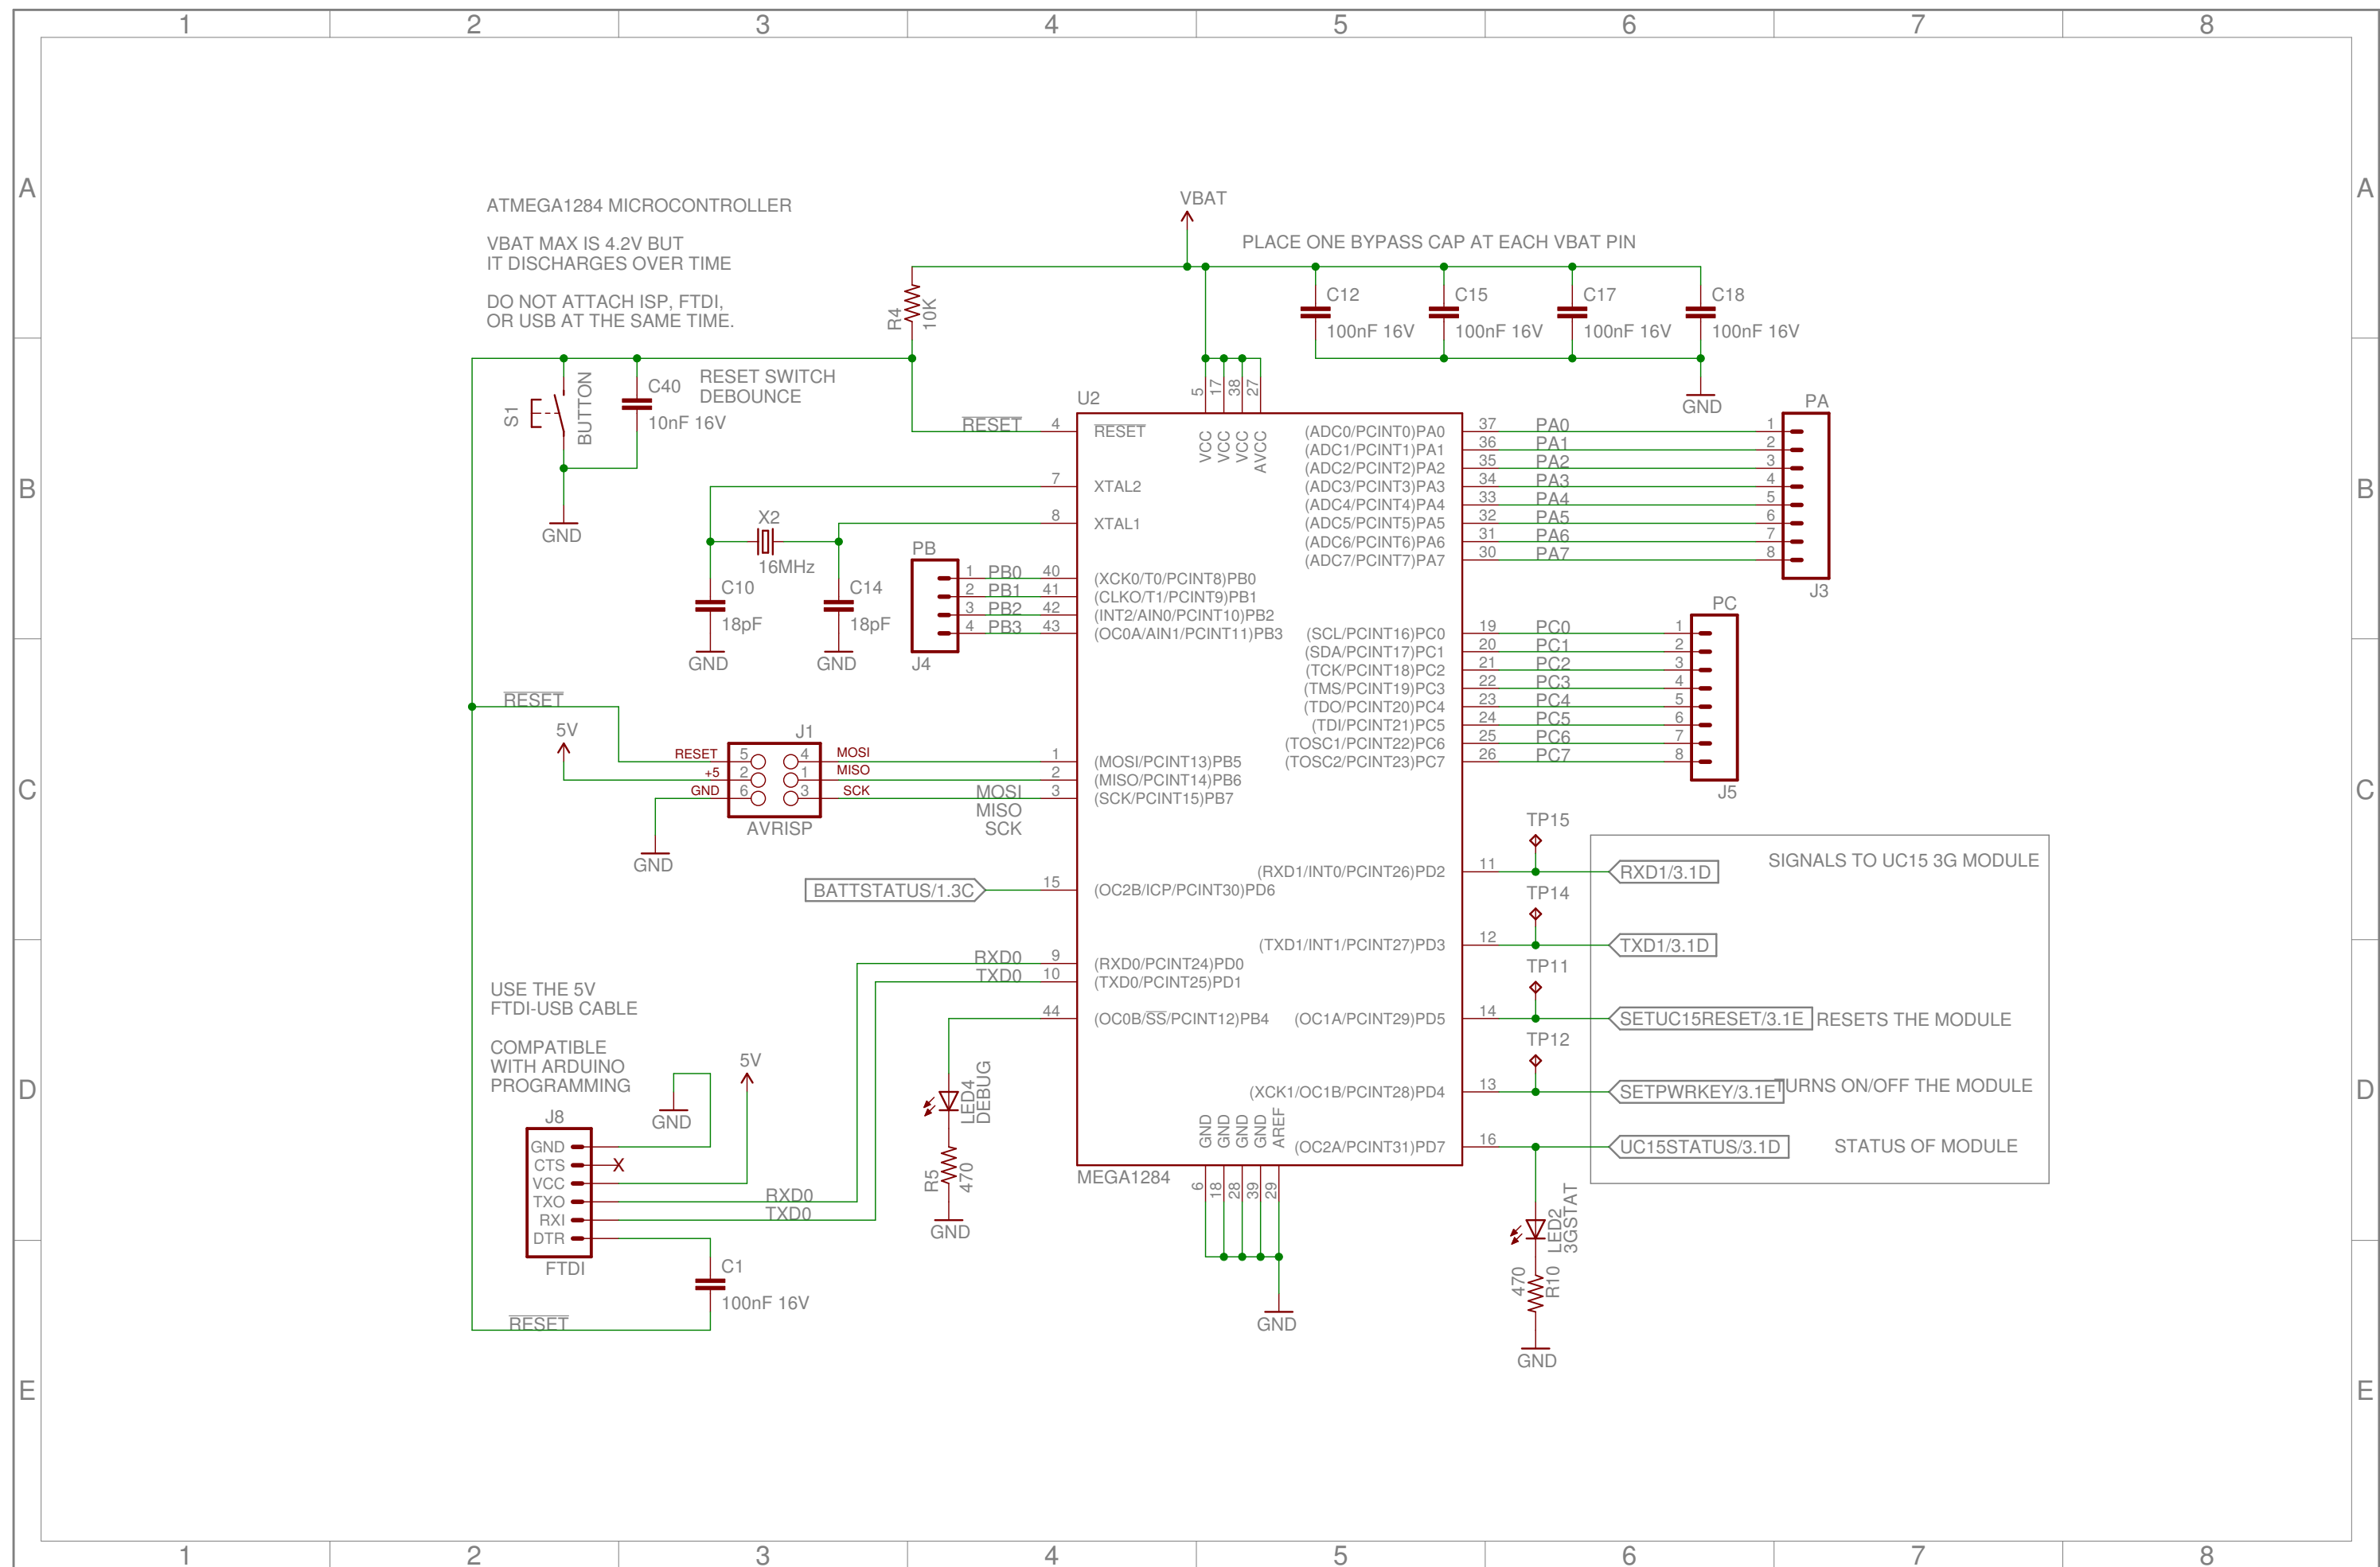 1 2 3 4 5 6 7 8
A
A
ATMEGA1284 MICROCONTROLLER
VBAT MAX IS 4.2V BUT
IT DISCHARGES OVER TIME
DO NOT ATTACH ISP, FTDI,
OR USB AT THE SAME TIME.
VBAT
PLACE ONE BYPASS CAP AT EACH VBAT PIN
R4
10K
C12
100nF 16V
C15
100nF 16V
C17
100nF 16V
C18
100nF 16V
GND
B
B
S1
BUTTON
C40
10nF 16V
RESET SWITCH
DEBOUNCE
GND
X2
16MHz
C10
18pF
GND
C14
18pF
GND
PB
1 PB0 40
2 PB1 41
3 PB2 42
4 PB3 43
J4
U2
RESET 4 RESET
7 XTAL2
8 XTAL1
(XCK0/T0/PCINT8)PB0
(CLKO/T1/PCINT9)PB1
(INT2/AIN0/PCINT10)PB2
(OC0A/AIN1/PCINT11)PB3
5 17 38 27
VCC VCC VCC AVCC
(ADC0/PCINT0)PA0 37 PA0 1
(ADC1/PCINT1)PA1 36 PA1 2
(ADC2/PCINT2)PA2 35 PA2 3
(ADC3/PCINT3)PA3 34 PA3 4
(ADC4/PCINT4)PA4 33 PA4 5
(ADC5/PCINT5)PA5 32 PA5 6
(ADC6/PCINT6)PA6 31 PA6 7
(ADC7/PCINT7)PA7 30 PA7 8
PA
J3
PC
(SCL/PCINT16)PC0 19 PC0 1
(SDA/PCINT17)PC1 20 PC1 2
(TCK/PCINT18)PC2 21 PC2 3
(TMS/PCINT19)PC3 22 PC3 4
(TDO/PCINT20)PC4 23 PC4 5
(TDI/PCINT21)PC5 24 PC5 6
(TOSC1/PCINT22)PC6 25 PC6 7
(TOSC2/PCINT23)PC7 26 PC7 8
J5
C
C
RESET
5V
J1
RESET 5 4 MOSI
+5 2 1 MISO
GND 6 3 SCK
AVRISP
GND
MOSI
MISO
SCK
1 (MOSI/PCINT13)PB5
2 (MISO/PCINT14)PB6
3 (SCK/PCINT15)PB7
BATTSTATUS/1.3C 15 (OC2B/ICP/PCINT30)PD6
RXD0 9 (RXD0/PCINT24)PD0
TXD0 10 (TXD0/PCINT25)PD1
44 (OC0B/SS/PCINT12)PB4
SIGNALS TO UC15 3G MODULE
TP15
(RXD1/INT0/PCINT26)PD2 11 RXD1/3.1D
TP14
(TXD1/INT1/PCINT27)PD3 12 TXD1/3.1D
TP11
(OC1A/PCINT29)PD5 14 SETUC15RESET/3.1E RESETS THE MODULE
TP12
(XCK1/OC1B/PCINT28)PD4 13 SETPWRKEY/3.1E TURNS ON/OFF THE MODULE
(OC2A/PCINT31)PD7 16 UC15STATUS/3.1D STATUS OF MODULE
GND GND GND GND AREF
6 18 28 39 29
MEGA1284
GND
D
D
USE THE 5V
FTDI-USB CABLE
COMPATIBLE
WITH ARDUINO
PROGRAMMING
GND
5V
J8
GND
CTS
VCC
TXO RXD0
RXI TXD0
DTR
FTDI
C1
100nF 16V
RESET
LED4
DEBUG
R5
470
GND
LED2
3GSTAT
470
R10
GND
E
E
1 2 3 4 5 6 7 8